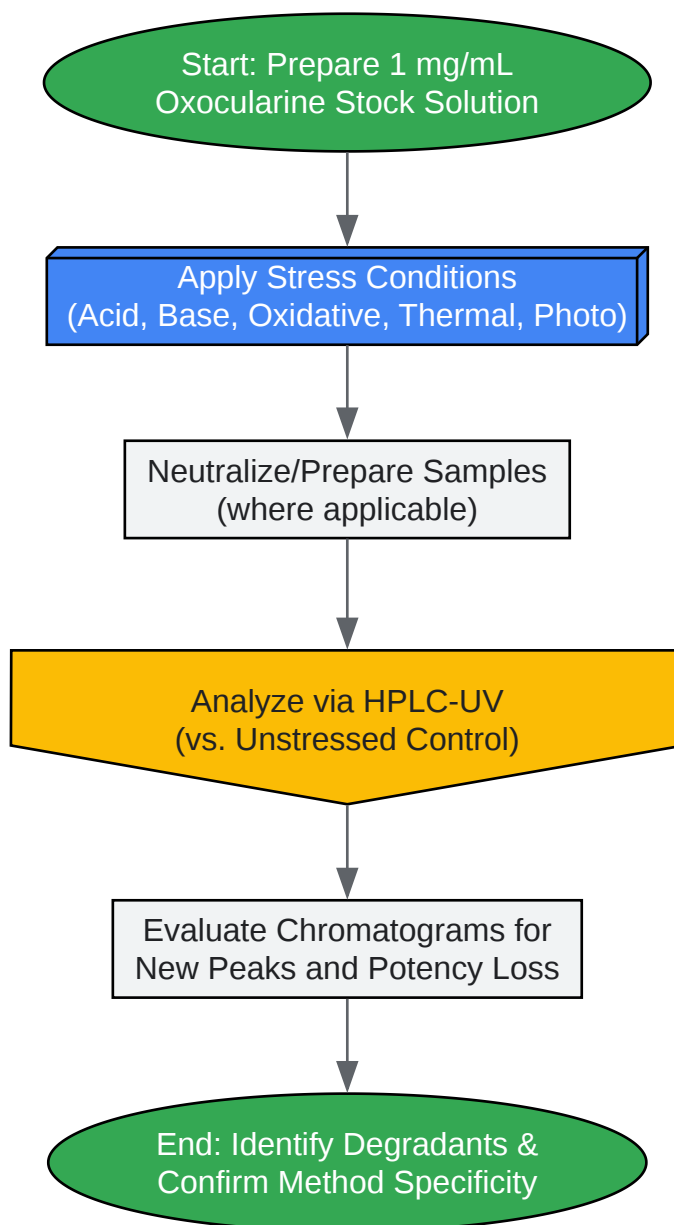 Start: Prepare 1 mg/mL
Oxocularine Stock Solution
Apply Stress Conditions
(Acid, Base, Oxidative, Thermal, Photo)
Neutralize/Prepare Samples
(where applicable)
Analyze via HPLC-UV
(vs. Unstressed Control)
Evaluate Chromatograms for
New Peaks and Potency Loss
End: Identify Degradants &
Confirm Method Specificity